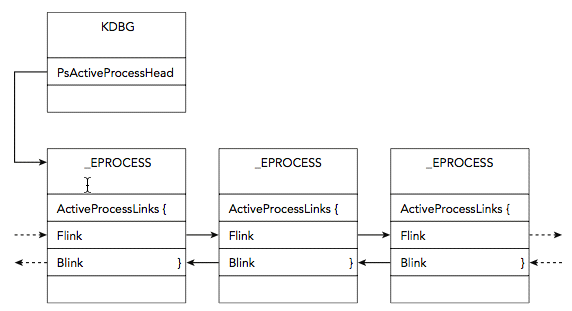 KDBG
PsActiveProcessHead
_EPROCESS
ActiveProcessLinks {
Flink
Blink }
_EPROCESS
ActiveProcessLinks {
Flink
Blink }
_EPROCESS
ActiveProcessLinks {
Flink
Blink }